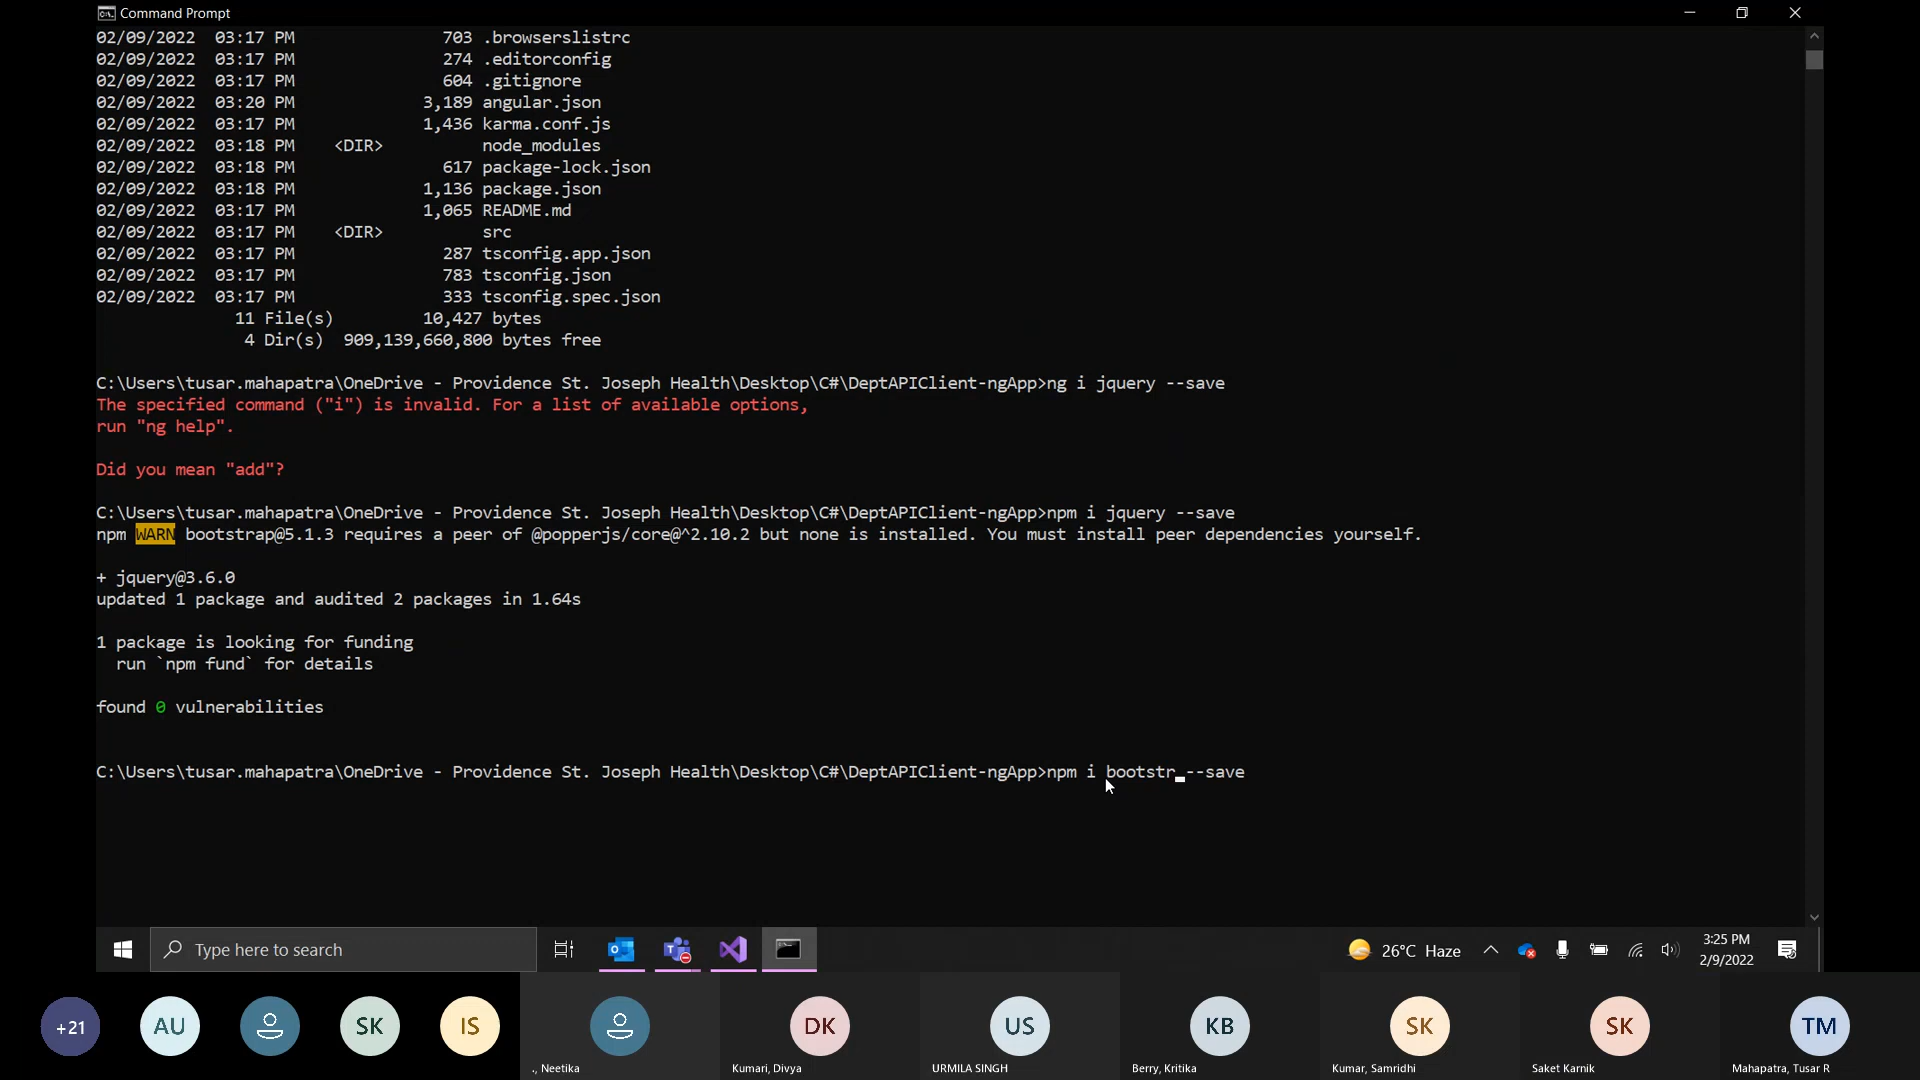 Command Prompt
02/09/2022  03:17 PM               703 .browserslistrc
02/09/2022  03:17 PM               274 .editorconfig
02/09/2022  03:17 PM               604 .gitignore
02/09/2022  03:20 PM             3,189 angular.json
02/09/2022  03:17 PM             1,436 karma.conf.js
02/09/2022  03:18 PM    <DIR>          node_modules
02/09/2022  03:18 PM               617 package-lock.json
02/09/2022  03:18 PM             1,136 package.json
02/09/2022  03:17 PM             1,065 README.md
02/09/2022  03:17 PM    <DIR>          src
02/09/2022  03:17 PM               287 tsconfig.app.json
02/09/2022  03:17 PM               783 tsconfig.json
02/09/2022  03:17 PM               333 tsconfig.spec.json
11 File(s)         10,427 bytes
4 Dir(s)  909,139,660,800 bytes free
C:\Users\tusar.mahapatra\OneDrive - Providence St. Joseph Health\Desktop\C#\DeptAPIClient-ngApp>ng i jquery --save
The specified command ("i") is invalid. For a list of available options,
run "ng help".
Did you mean "add"?
C:\Users\tusar.mahapatra\OneDrive - Providence St. Joseph Health\Desktop\C#\DeptAPIClient-ngApp>npm i jquery --save
npm WARN bootstrap@5.1.3 requires a peer of @popperjs/core@^2.10.2 but none is installed. You must install peer dependencies yourself.
+ jquery@3.6.0
updated 1 package and audited 2 packages in 1.64s
1 package is looking for funding
run `npm fund` for details
found 0 vulnerabilities
C:\Users\tusar.mahapatra\OneDrive - Providence St. Joseph Health\Desktop\C#\DeptAPIClient-ngApp>npm i bootstr_--save
Type here to search
26°C Haze
3:25 PM
2/9/2022
+21
AU
SK
IS
DK
US
KB
SK
SK
TM
., Neetika
Kumari, Divya
URMILA SINGH
Berry, Kritika
Kumar, Samridhi
Saket Karnik
Mahapatra, Tusar R